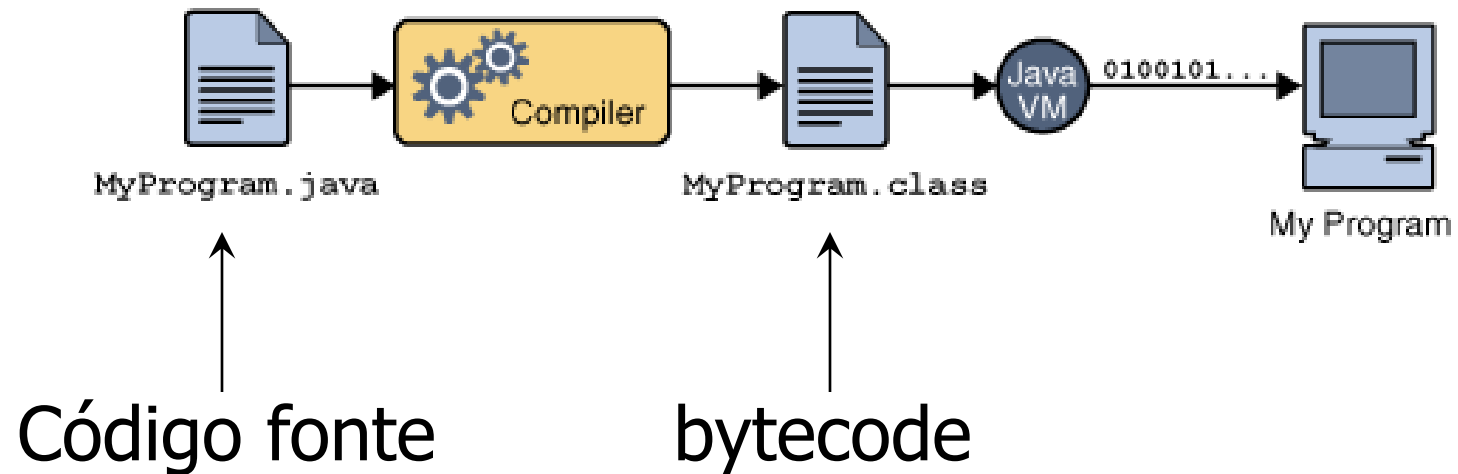 Compiler
Java
VM
0100101...
MyProgram.java
MyProgram.class
My Program
Código fonte
bytecode